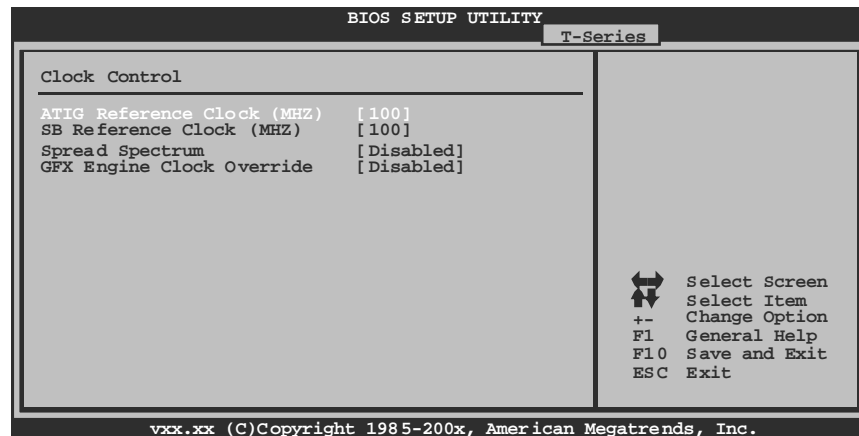 BIOS SETUP UTILITY
T-Series
Clock Control
ATIG Reference Clock (MHZ) [100]
SB Reference Clock (MHZ) [100]
Spread Spectrum [Disabled]
GFX Engine Clock Override [Disabled]
Select Screen
Select Item
+- Change Option
F1 General Help
F10 Save and Exit
ESC Exit
vxx.xx (C)Copyright 1985-200x, American Megatrends, Inc.